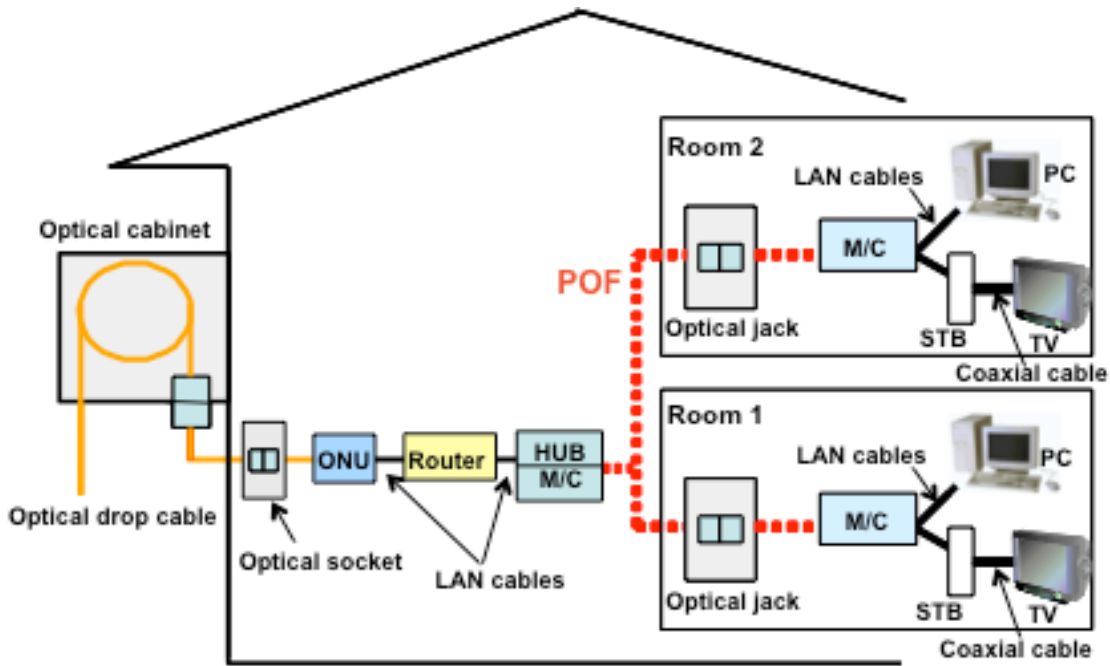 Optical cabinet
Optical drop cable
Optical socket
ONU
Router
LAN cables
HUB
M/C
POF
Room 2
Optical jack
M/C
LAN cables
PC
STB
TV
Coaxial cable
Room 1
Optical jack
M/C
LAN cables
PC
STB
TV
Coaxial cable